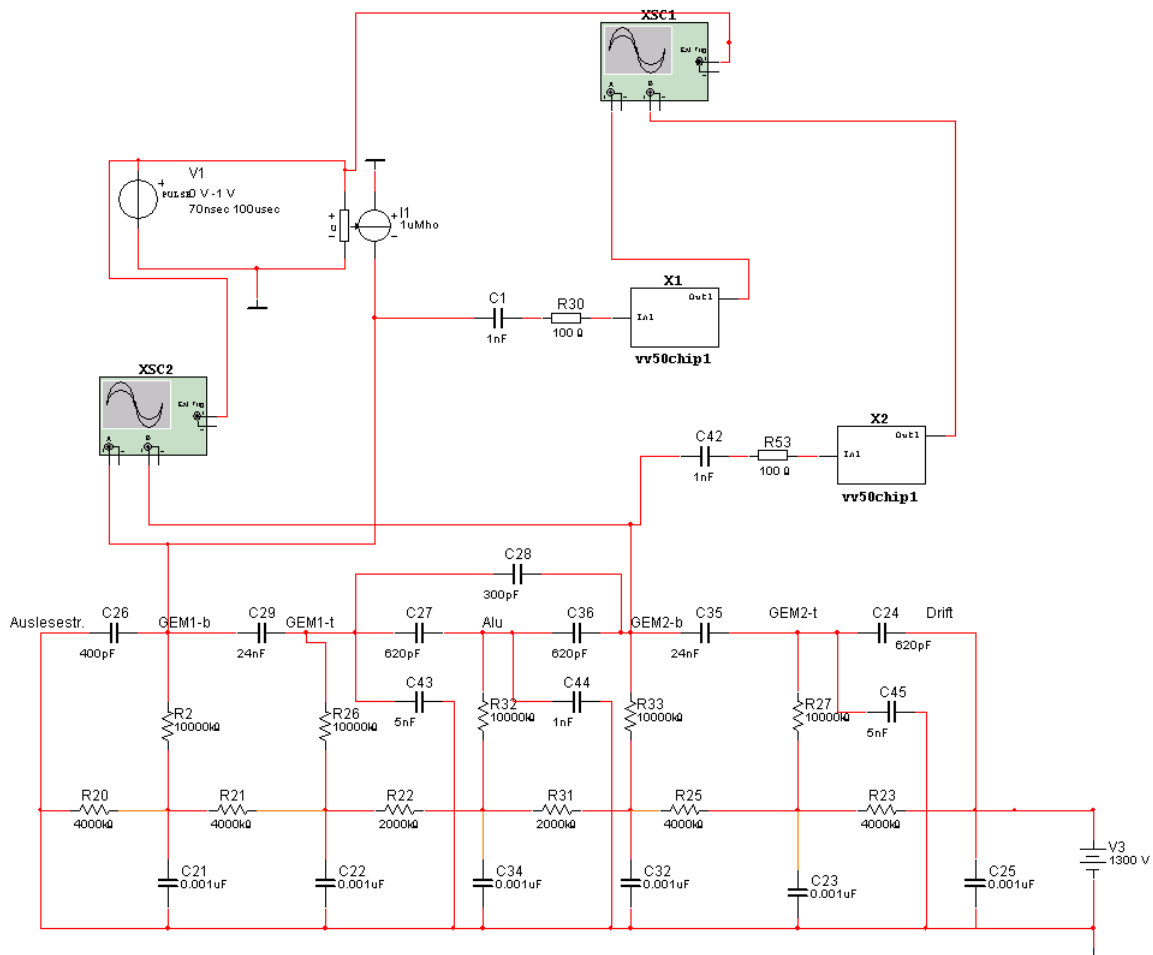 XSC1
Ext Trig
A
B
V1
PULSE
0 V -1 V
70nsec 100usec
U
I1
1uMho
C1
1nF
R30
100 Ω
X1
Out1
In1
vv50chip1
XSC2
Ext Trig
A
B
C42
1nF
R53
100 Ω
X2
Out1
In1
vv50chip1
C28
300pF
Auslesestr.
C26
400pF
GEM1-b
C29
24nF
GEM1-t
C27
620pF
Alu
C36
620pF
GEM2-b
C35
24nF
GEM2-t
C24
620pF
Drift
C43
5nF
C44
1nF
C45
5nF
R2
10000kΩ
R26
10000kΩ
R32
10000kΩ
R33
10000kΩ
R27
10000kΩ
R20
4000kΩ
R21
4000kΩ
R22
2000kΩ
R31
2000kΩ
R25
4000kΩ
R23
4000kΩ
V3
1300 V
C21
0.001uF
C22
0.001uF
C34
0.001uF
C32
0.001uF
C23
0.001uF
C25
0.001uF